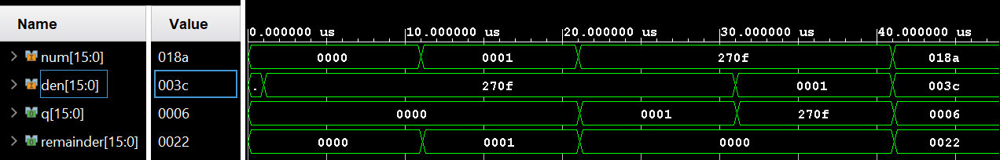 Name Value 0.000000 us 10.000000 us 20.000000 us 30.000000 us 40.000000 us
num[15:0] 018a 0000 0001 270f 018a
den[15:0] 003c . 270f 0001 003c
q[15:0] 0006 0000 0001 270f 0006
remainder[15:0] 0022 0000 0001 0000 0022